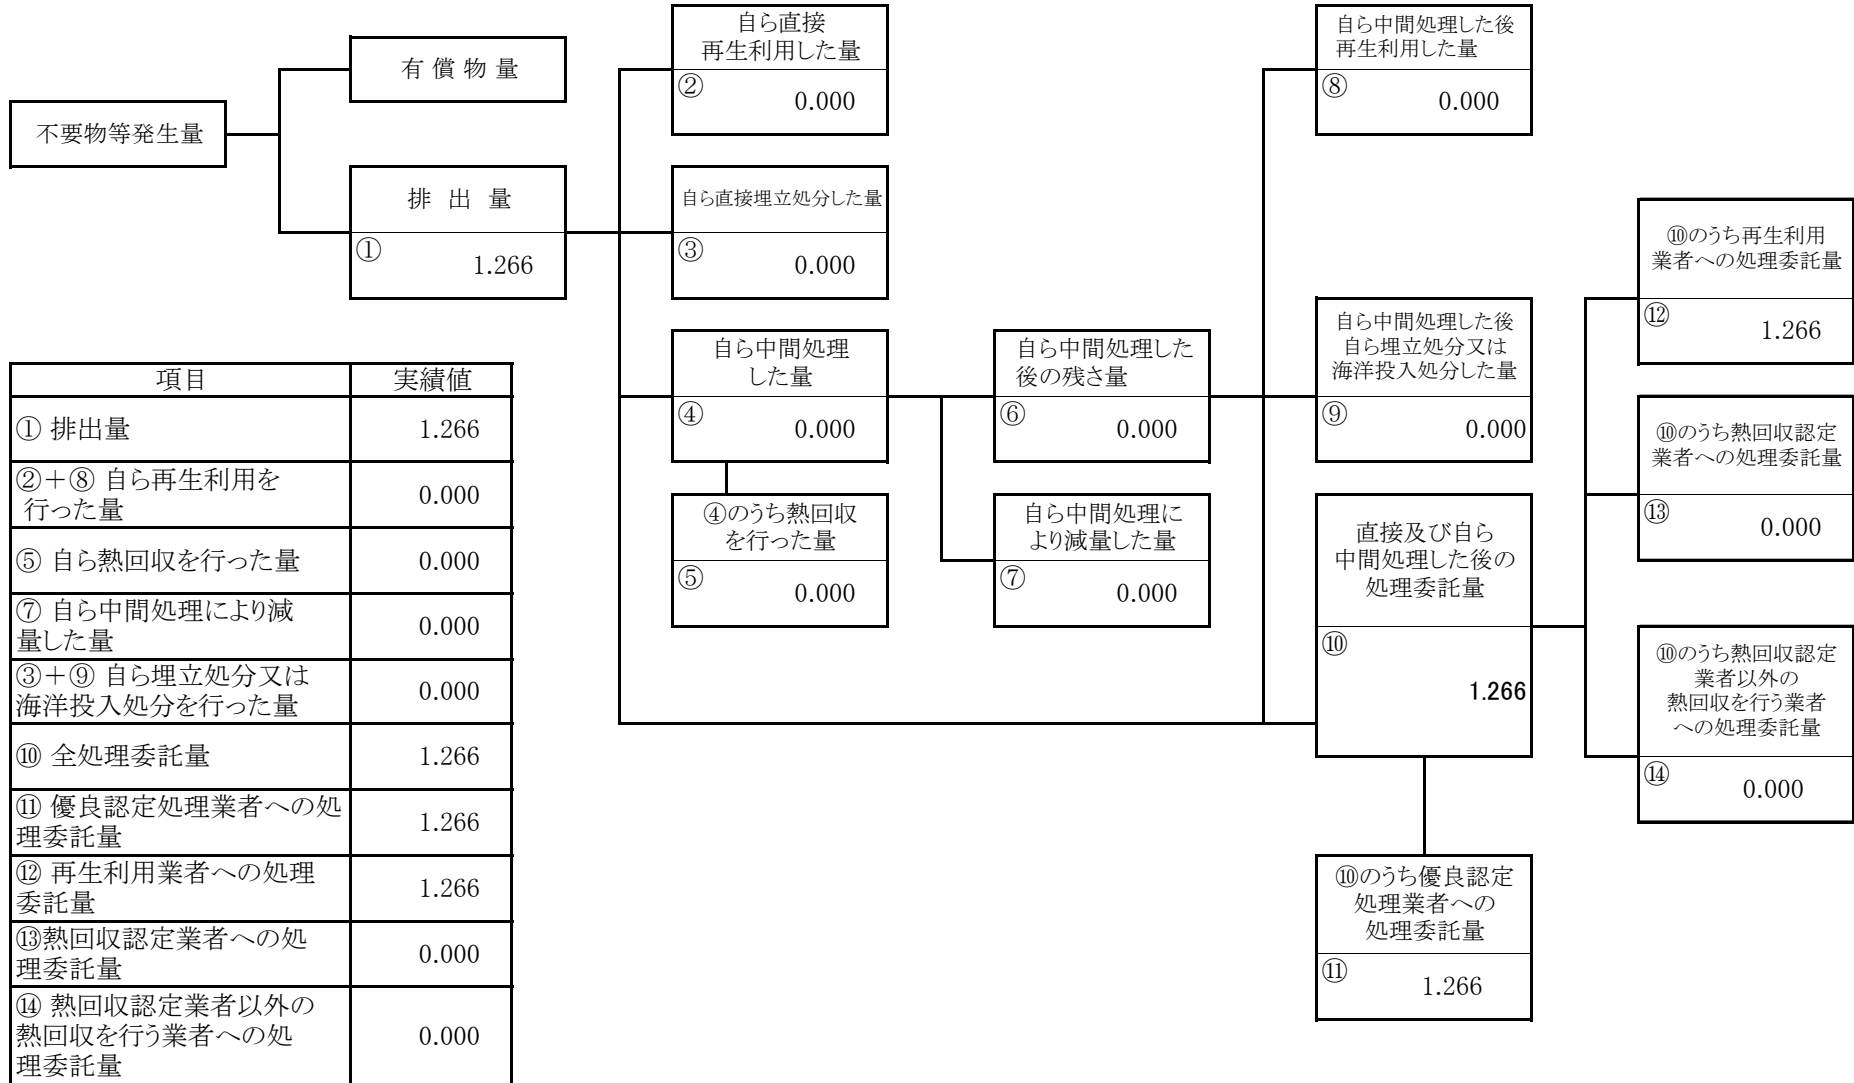 不要物等発生量
有 償 物 量
排 出 量
①
1.266
自ら直接
再生利用した量
②
0.000
自ら直接埋立処分した量
③
0.000
自ら中間処理
した量
④
0.000
④のうち熱回収
を行った量
⑤
0.000
自ら中間処理した
後の残さ量
⑥
0.000
自ら中間処理に
より減量した量
⑦
0.000
自ら中間処理した後
再生利用した量
⑧
0.000
自ら中間処理した後
自ら埋立処分又は
海洋投入処分した量
⑨
0.000
直接及び自ら
中間処理した後の
処理委託量
⑩
1.266
⑩のうち優良認定
処理業者への
処理委託量
⑪
1.266
⑩のうち再生利用
業者への処理委託量
⑫
1.266
⑩のうち熱回収認定
業者への処理委託量
⑬
0.000
⑩のうち熱回収認定
業者以外の
熱回収を行う業者
への処理委託量
⑭
0.000
項目 実績値
① 排出量 1.266
②＋⑧ 自ら再生利用を
行った量 0.000
⑤ 自ら熱回収を行った量 0.000
⑦ 自ら中間処理により減
量した量 0.000
③＋⑨ 自ら埋立処分又は
海洋投入処分を行った量 0.000
⑩ 全処理委託量 1.266
⑪ 優良認定処理業者への処
理委託量 1.266
⑫ 再生利用業者への処理
委託量 1.266
⑬熱回収認定業者への処
理委託量 0.000
⑭ 熱回収認定業者以外の
熱回収を行う業者への処
理委託量 0.000